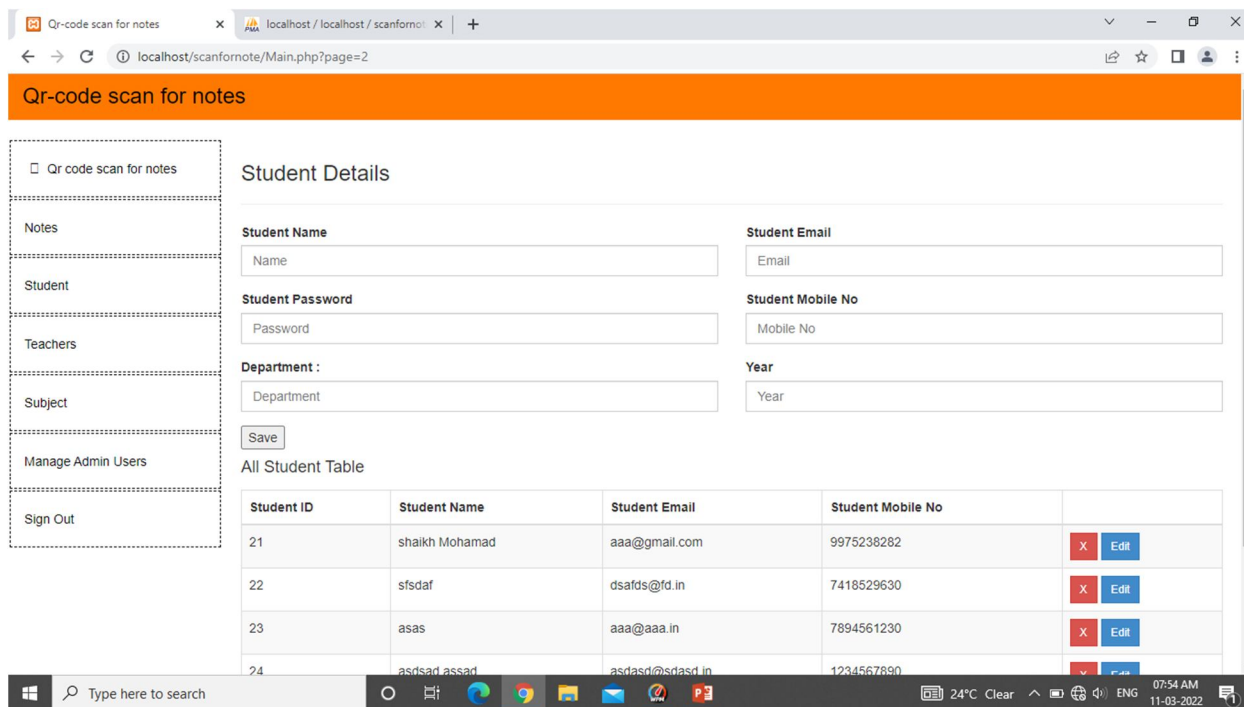 Qr-code scan for notes
localhost / localhost / scanfornot
localhost/scanfornote/Main.php?page=2
Qr-code scan for notes
Qr code scan for notes
Notes
Student
Teachers
Subject
Manage Admin Users
Sign Out
Student Details
Student Name Student Email
Name Email
Student Password Student Mobile No
Password Mobile No
Department : Year
Department Year
Save
All Student Table
Student ID Student Name Student Email Student Mobile No
21 shaikh Mohamad aaa@gmail.com 9975238282 X Edit
22 sfsdaf dsafds@fd.in 7418529630 X Edit
23 asas aaa@aaa.in 7894561230 X Edit
24 asdsad assad asdasd@sdasd.in 1234567890 X Edit
Type here to search
24°C Clear ENG
07:54 AM
11-03-2022